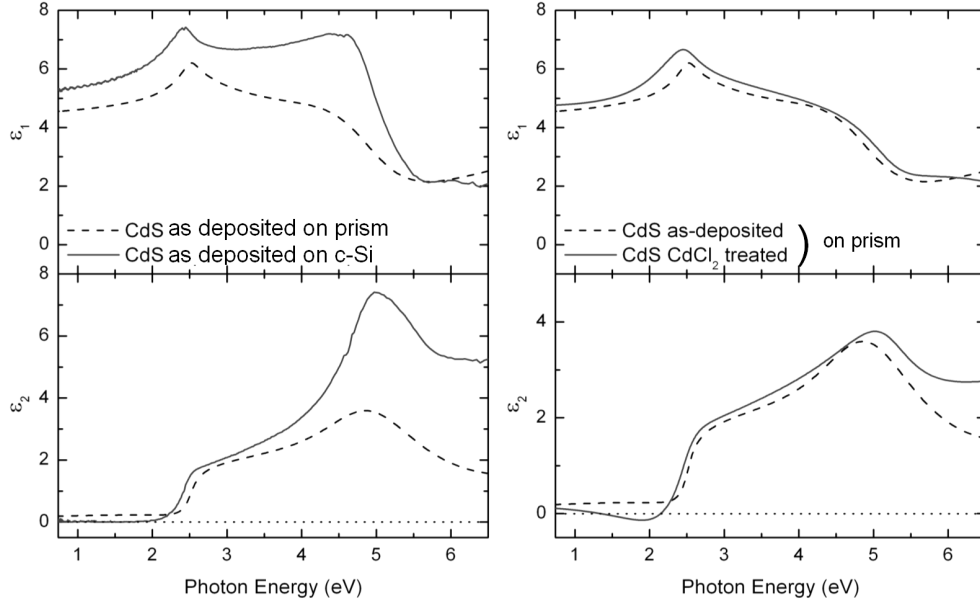 8
6
4
2
0
ε1
CdS as deposited on prism
CdS as deposited on c-Si
8
6
4
2
0
ε2
1 2 3 4 5 6
Photon Energy (eV)
8
6
4
2
0
ε1
CdS as-deposited
CdS CdCl2 treated
) on prism
4
2
0
ε2
1 2 3 4 5 6
Photon Energy (eV)